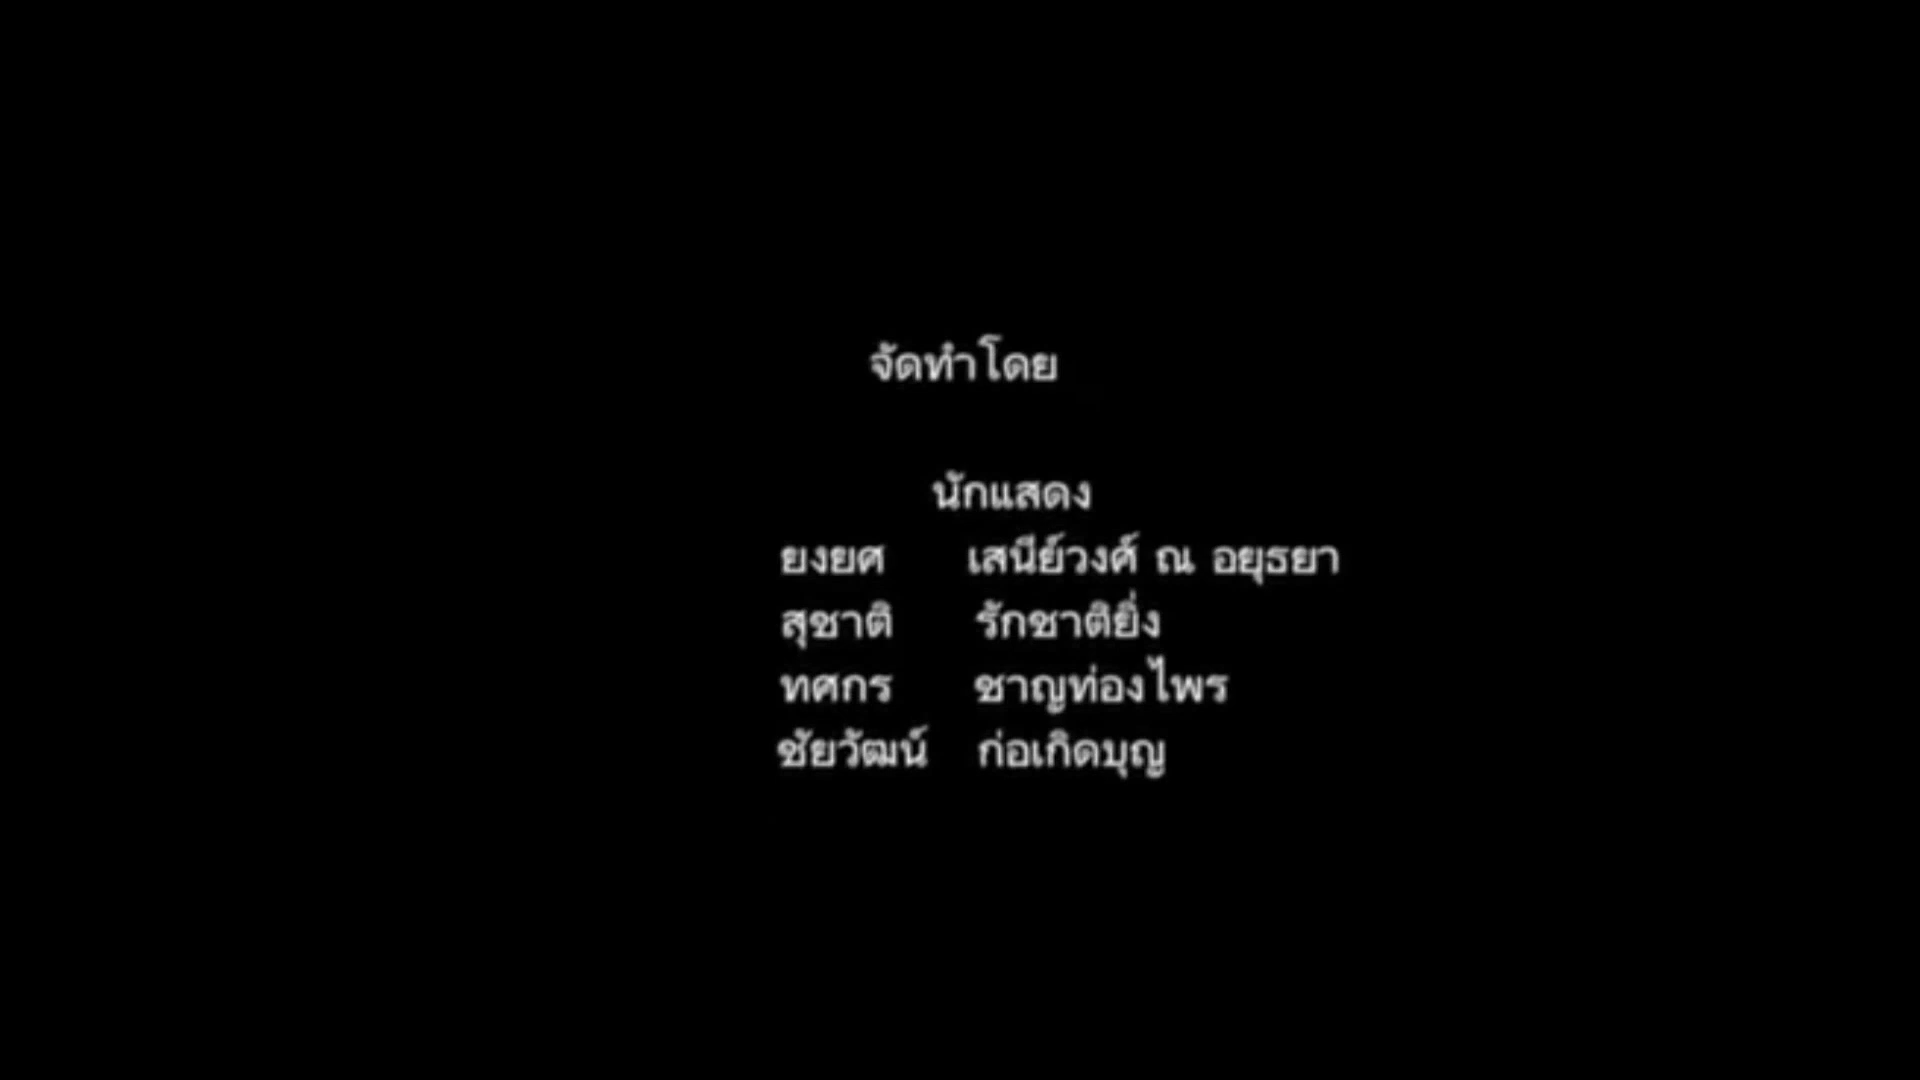 จัดทำโดย
นักแสดง
ยงยศ เสนีย์วงศ์ ณ อยุธยา
สุชาติ รักชาติยิ่ง
ทศกร ชาญท่องไพร
ชัยวัฒน์ ก่อเกิดบุญ